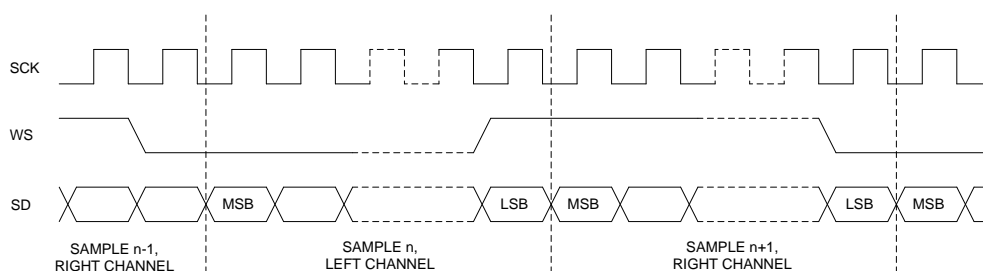 SCK
WS
SD
MSB
LSB
MSB
LSB
MSB
SAMPLE n-1,
RIGHT CHANNEL
SAMPLE n,
LEFT CHANNEL
SAMPLE n+1,
RIGHT CHANNEL